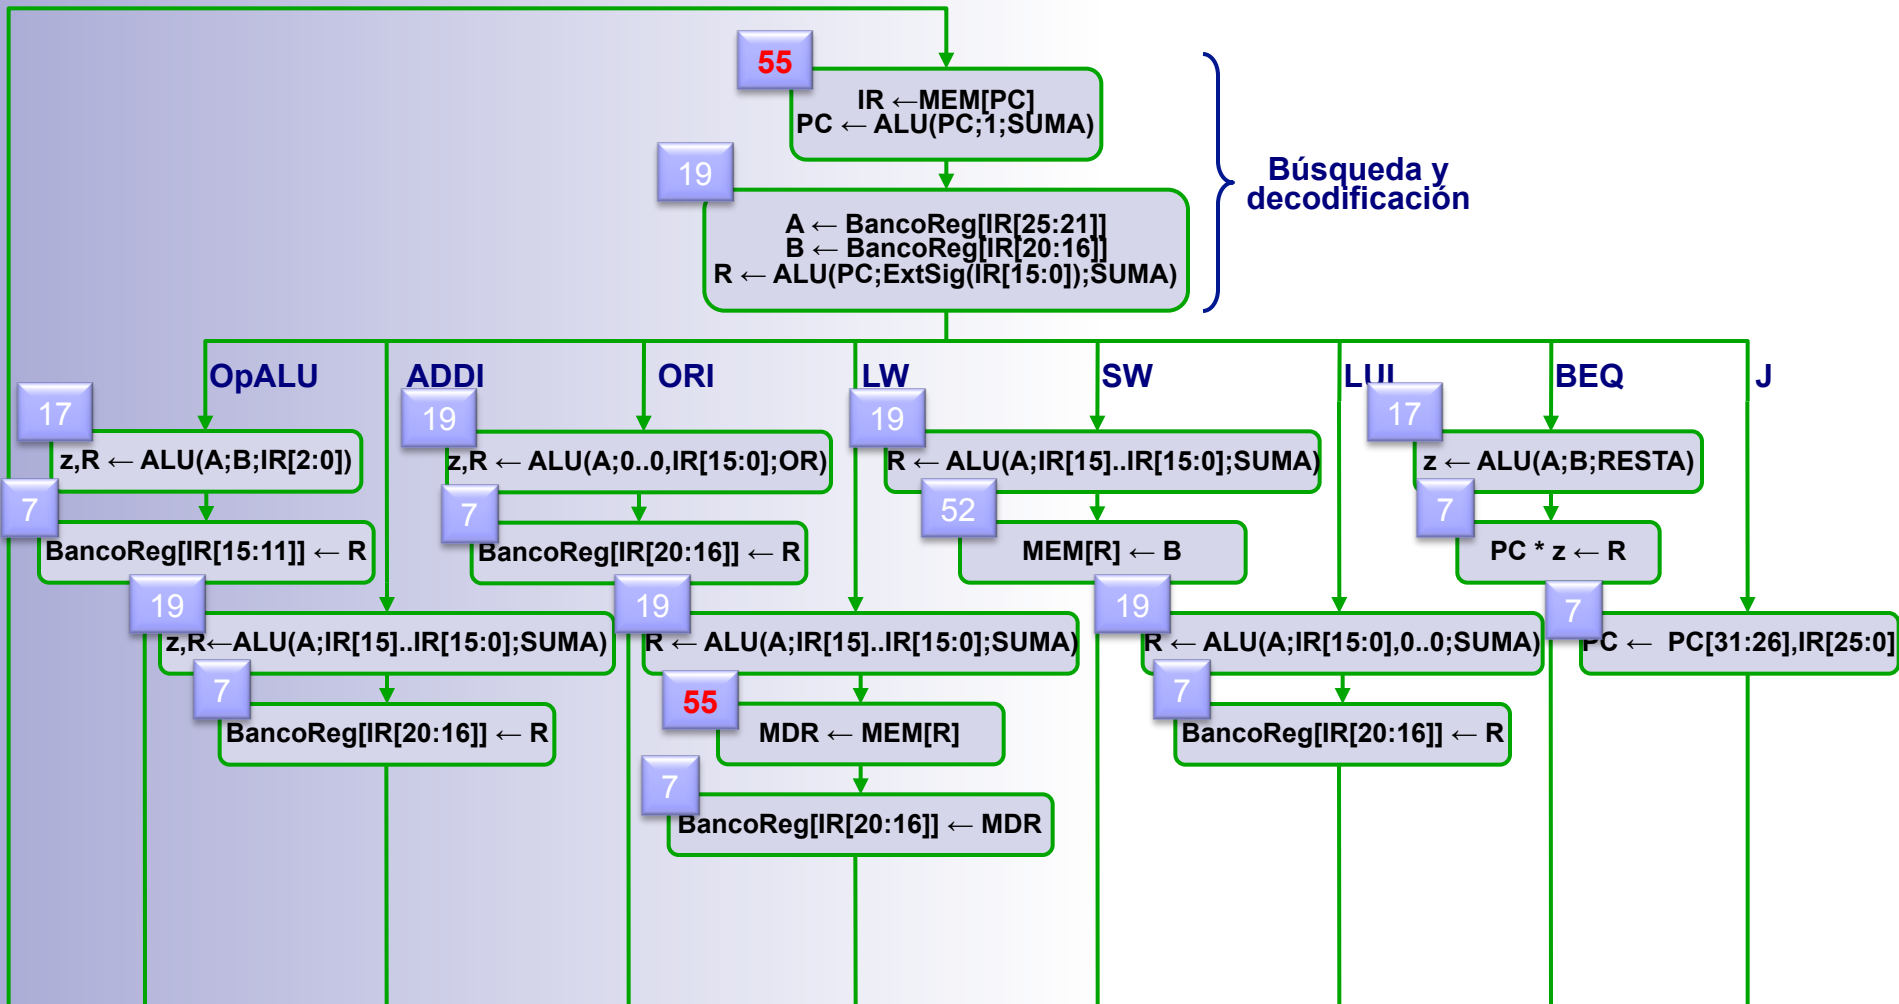 55
IR ←MEM[PC]
PC ← ALU(PC;1;SUMA)
19
A ← BancoReg[IR[25:21]]
B ← BancoReg[IR[20:16]]
R ← ALU(PC;ExtSig(IR[15:0]);SUMA)
Búsqueda y
decodificación
OpALU
ADDI
ORI
LW
SW
LUI
BEQ
J
17
z,R ← ALU(A;B;IR[2:0])
7
BancoReg[IR[15:11]] ← R
19
z,R←ALU(A;IR[15]..IR[15:0];SUMA)
7
BancoReg[IR[20:16]] ← R
19
z,R ← ALU(A;0..0,IR[15:0];OR)
7
BancoReg[IR[20:16]] ← R
19
R ← ALU(A;IR[15]..IR[15:0];SUMA)
55
MDR ← MEM[R]
7
BancoReg[IR[20:16]] ← MDR
19
R ← ALU(A;IR[15]..IR[15:0];SUMA)
52
MEM[R] ← B
19
R ← ALU(A;IR[15:0],0..0;SUMA)
7
BancoReg[IR[20:16]] ← R
17
z ← ALU(A;B;RESTA)
7
PC * z ← R
7
PC ← PC[31:26],IR[25:0]